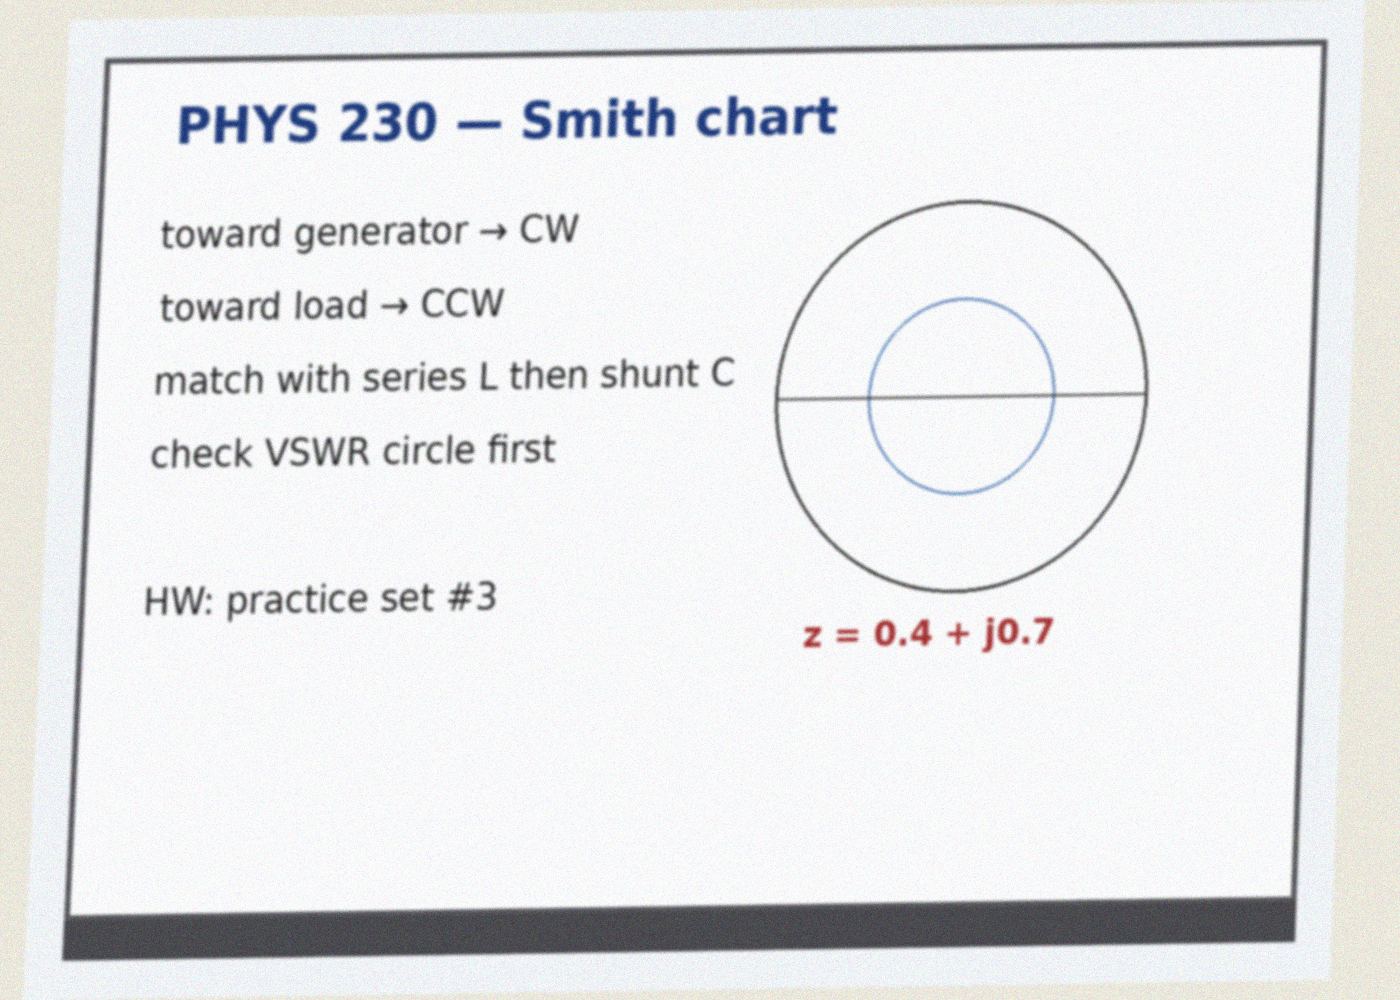 PHYS 230 — Smith chart
toward generator → CW
toward load → CCW
match with series L then shunt C
check VSWR circle first
HW: practice set #3
z = 0.4 + j0.7